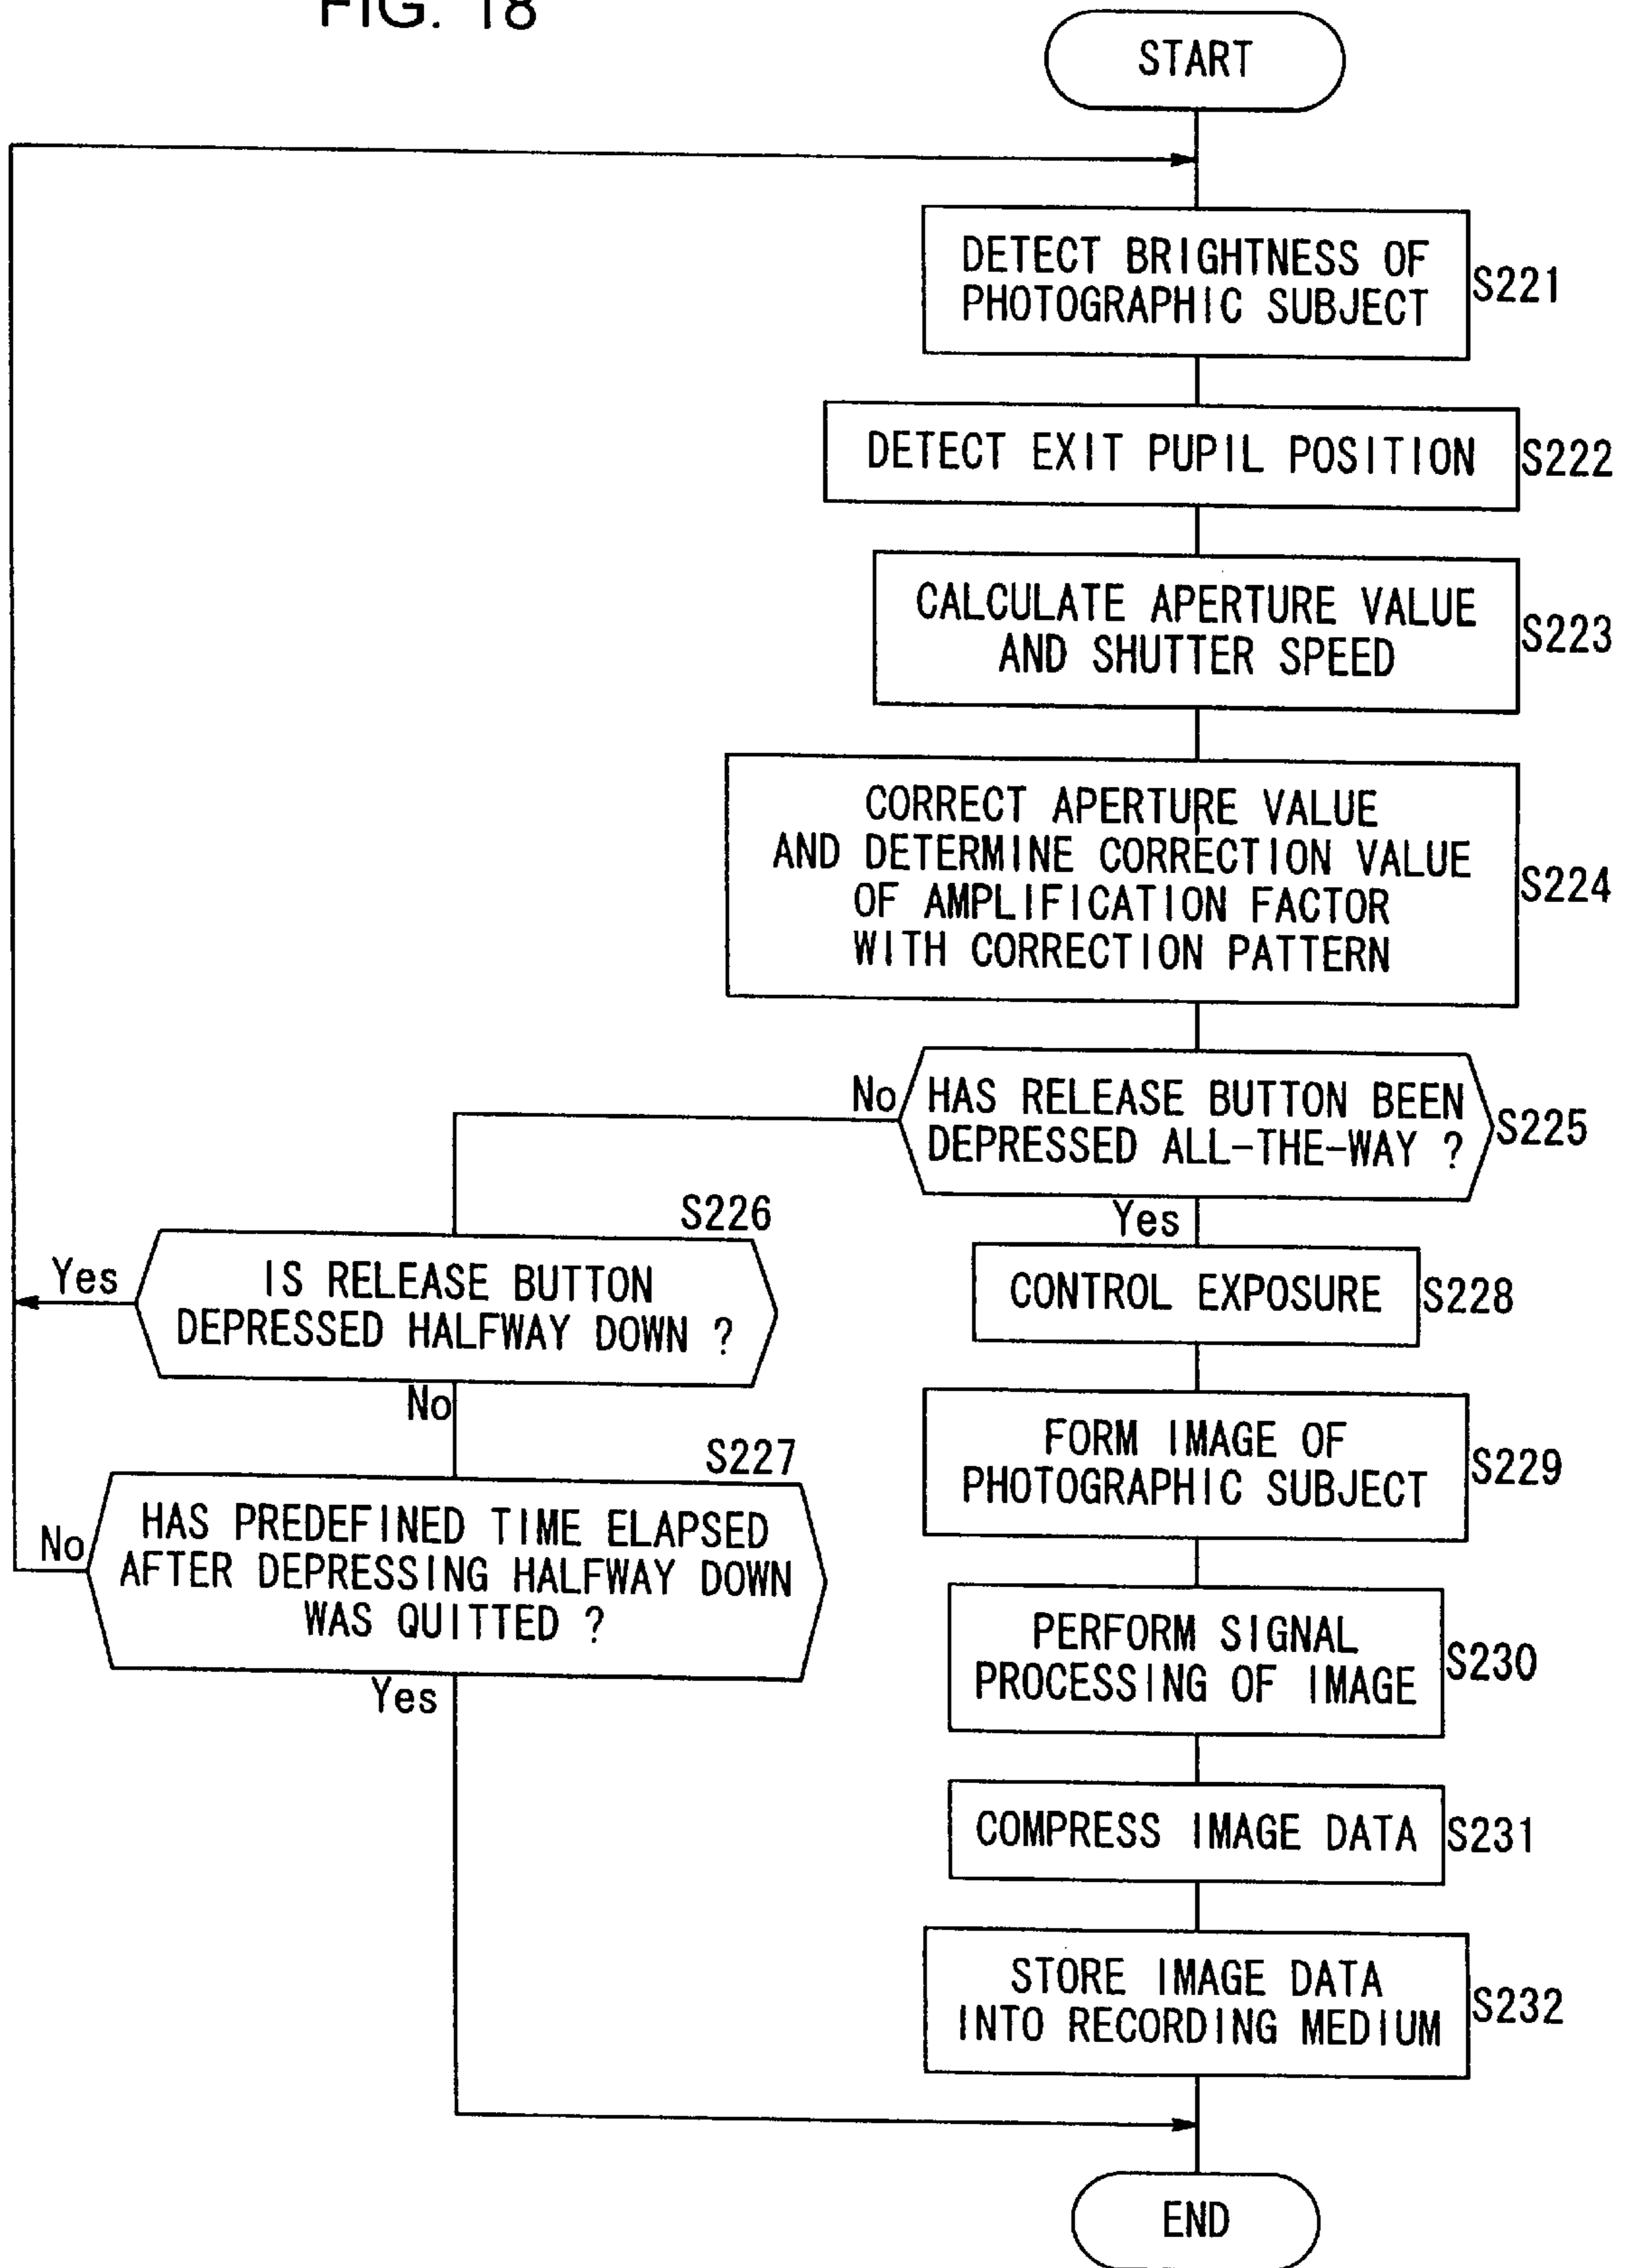 FIG. 18
START
DETECT BRIGHTNESS OF
PHOTOGRAPHIC SUBJECT
S221
DETECT EXIT PUPIL POSITION
S222
CALCULATE APERTURE VALUE
AND SHUTTER SPEED
S223
CORRECT APERTURE VALUE
AND DETERMINE CORRECTION VALUE
OF AMPLIFICATION FACTOR
WITH CORRECTION PATTERN
S224
HAS RELEASE BUTTON BEEN
DEPRESSED ALL-THE-WAY ?
S225
No
Yes
S226
IS RELEASE BUTTON
DEPRESSED HALFWAY DOWN ?
Yes
No
S227
HAS PREDEFINED TIME ELAPSED
AFTER DEPRESSING HALFWAY DOWN
WAS QUITTED ?
No
Yes
CONTROL EXPOSURE
S228
FORM IMAGE OF
PHOTOGRAPHIC SUBJECT
S229
PERFORM SIGNAL
PROCESSING OF IMAGE
S230
COMPRESS IMAGE DATA
S231
STORE IMAGE DATA
INTO RECORDING MEDIUM
S232
END